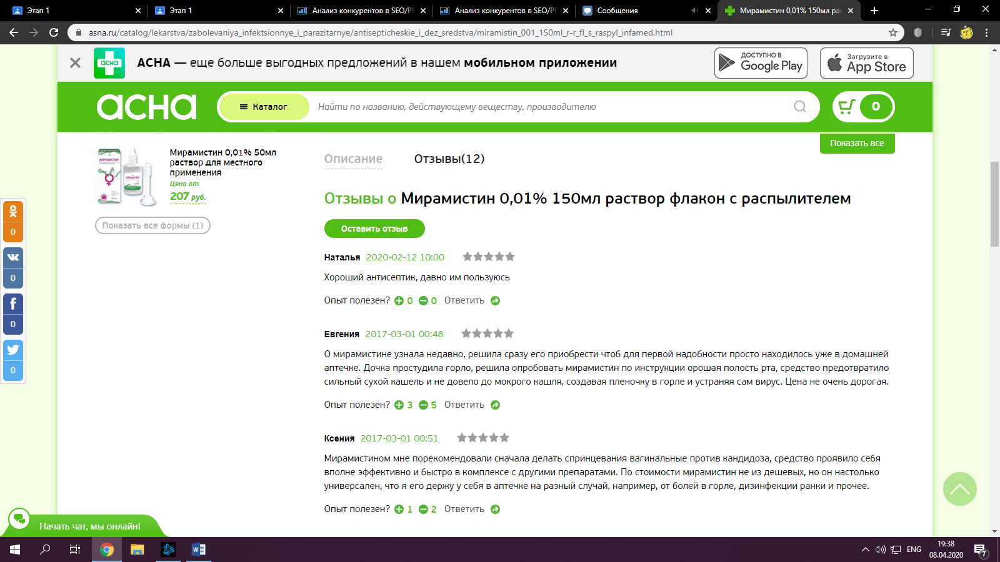 Этап 1
Этап 1
Анализ конкурентов в SEO/PP
Анализ конкурентов в SEO/PP
Сообщения
Мирамистин 0,01% 150мл рас
asna.ru/catalog/lekarstva/zabolevaniya_infektsionnye_i_parazitarnye/antisepticheskie_i_dez_sredstva/miramistin_001_150ml_r-r_fl_s_raspyl_infamed.html
асна
АСНА — еще больше выгодных предложений в нашем мобильном приложении
ДОСТУПНО В
Google Play
Загрузите в
App Store
асна
Каталог
Найти по названию, действующему веществу, производителю
0
Показать все
МИРАМИСТИН
Мирамистин 0,01% 50мл
раствор для местного
применения
Цена от
207 руб.
Показать все формы (1)
0
0
0
0
Описание
Отзывы(12)
Отзывы о Мирамистин 0,01% 150мл раствор флакон с распылителем
Оставить отзыв
Наталья 2020-02-12 10:00
Хороший антисептик, давно им пользуюсь
Опыт полезен? 0 0 Ответить
Евгения 2017-03-01 00:48
О мирамистине узнала недавно, решила сразу его приобрести чтоб для первой надобности просто находилось уже в домашней
аптечке. Дочка простудила горло, решила опробовать мирамистин по инструкции орошая полость рта, средство предотвратило
сильный сухой кашель и не довело до мокрого кашля, создавая пленочку в горле и устраняя сам вирус. Цена не очень дорогая.
Опыт полезен? 3 5 Ответить
Ксения 2017-03-01 00:51
Мирамистином мне порекомендовали сначала делать спринцевания вагинальные против кандидоза, средство проявило себя
вполне эффективно и быстро в комплексе с другими препаратами. По стоимости мирамистин не из дешевых, но он настолько
универсален, что я его держу у себя в аптечке на разный случай, например, от болей в горле, дизинфекции ранки и прочее.
Опыт полезен? 1 2 Ответить
Начать чат, мы онлайн!
ENG
19:38
08.04.2020
7